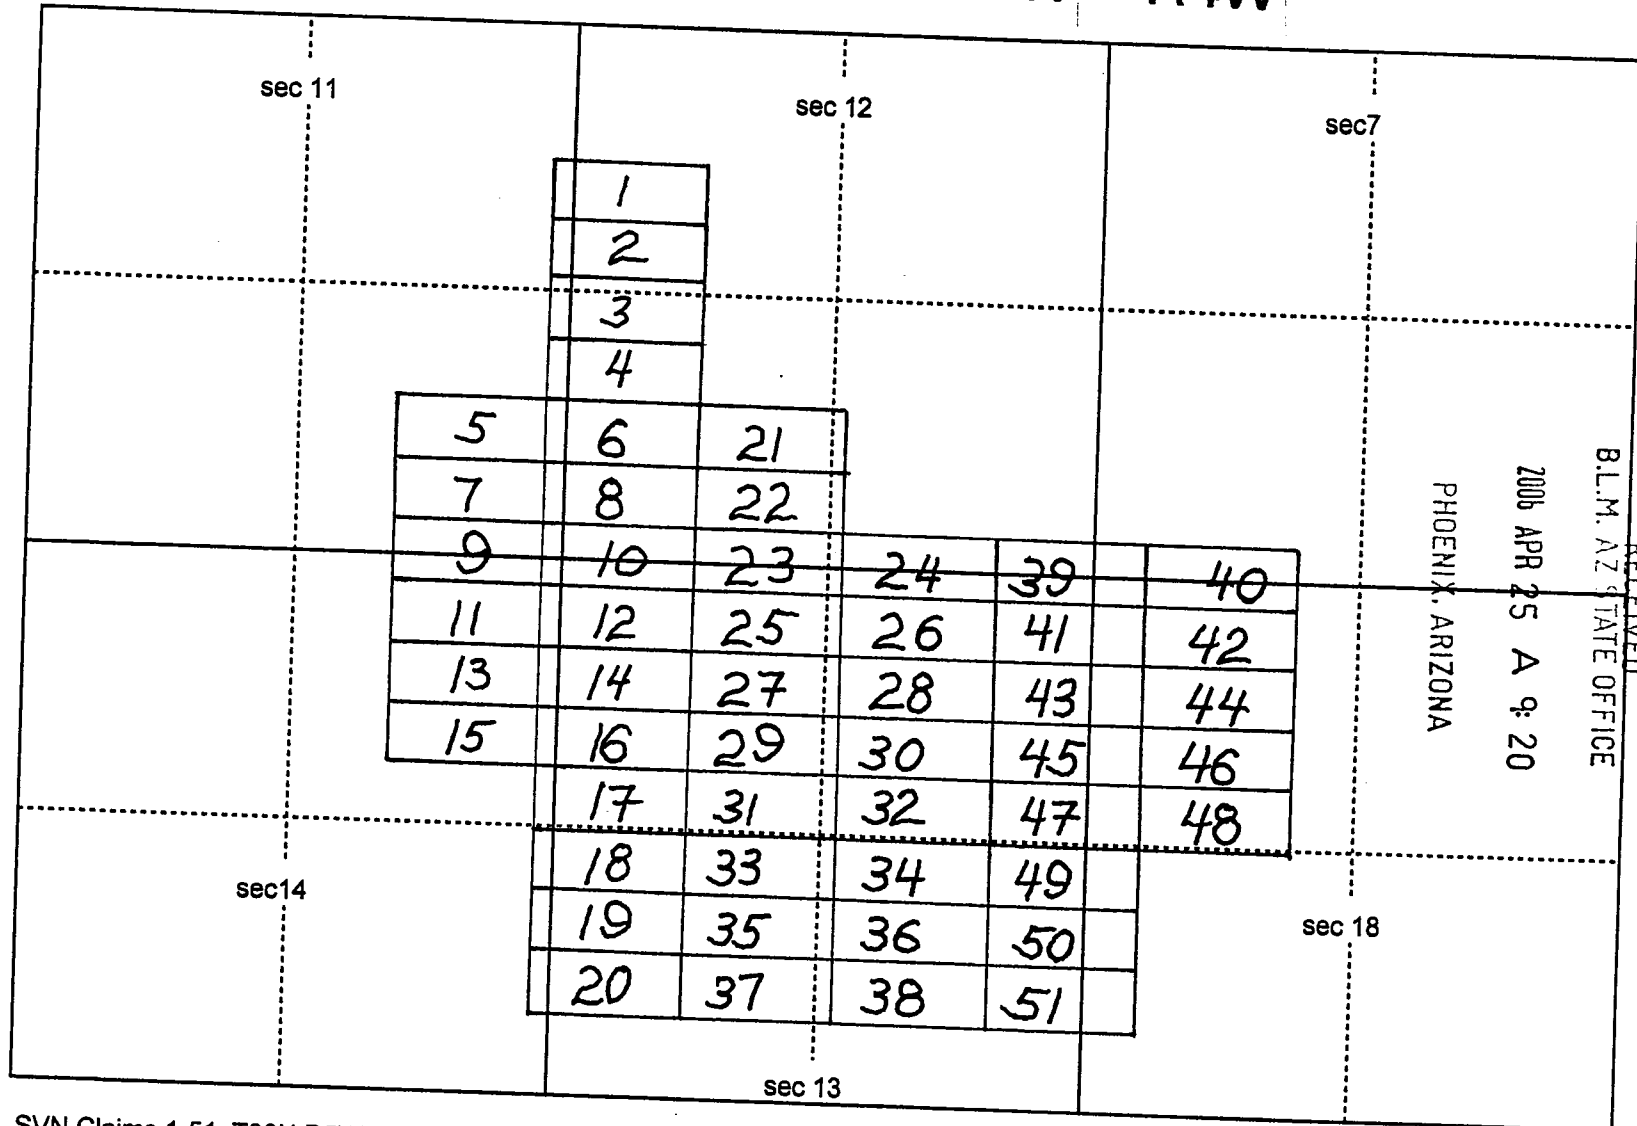 sec 11
sec 12
sec7
1
2
3
4
5 6 21
7 8 22
9 10 23 24 39 40
11 12 25 26 41 42
13 14 27 28 43 44
15 16 29 30 45 46
17 31 32 47 48
18 33 34 49
19 35 36 50
20 37 38 51
sec14
sec 18
sec 13
B.L.M. AZ STATE OFFICE
2006 APR 25 A 9:20
PHOENIX, ARIZONA
SVN Claims 1-51